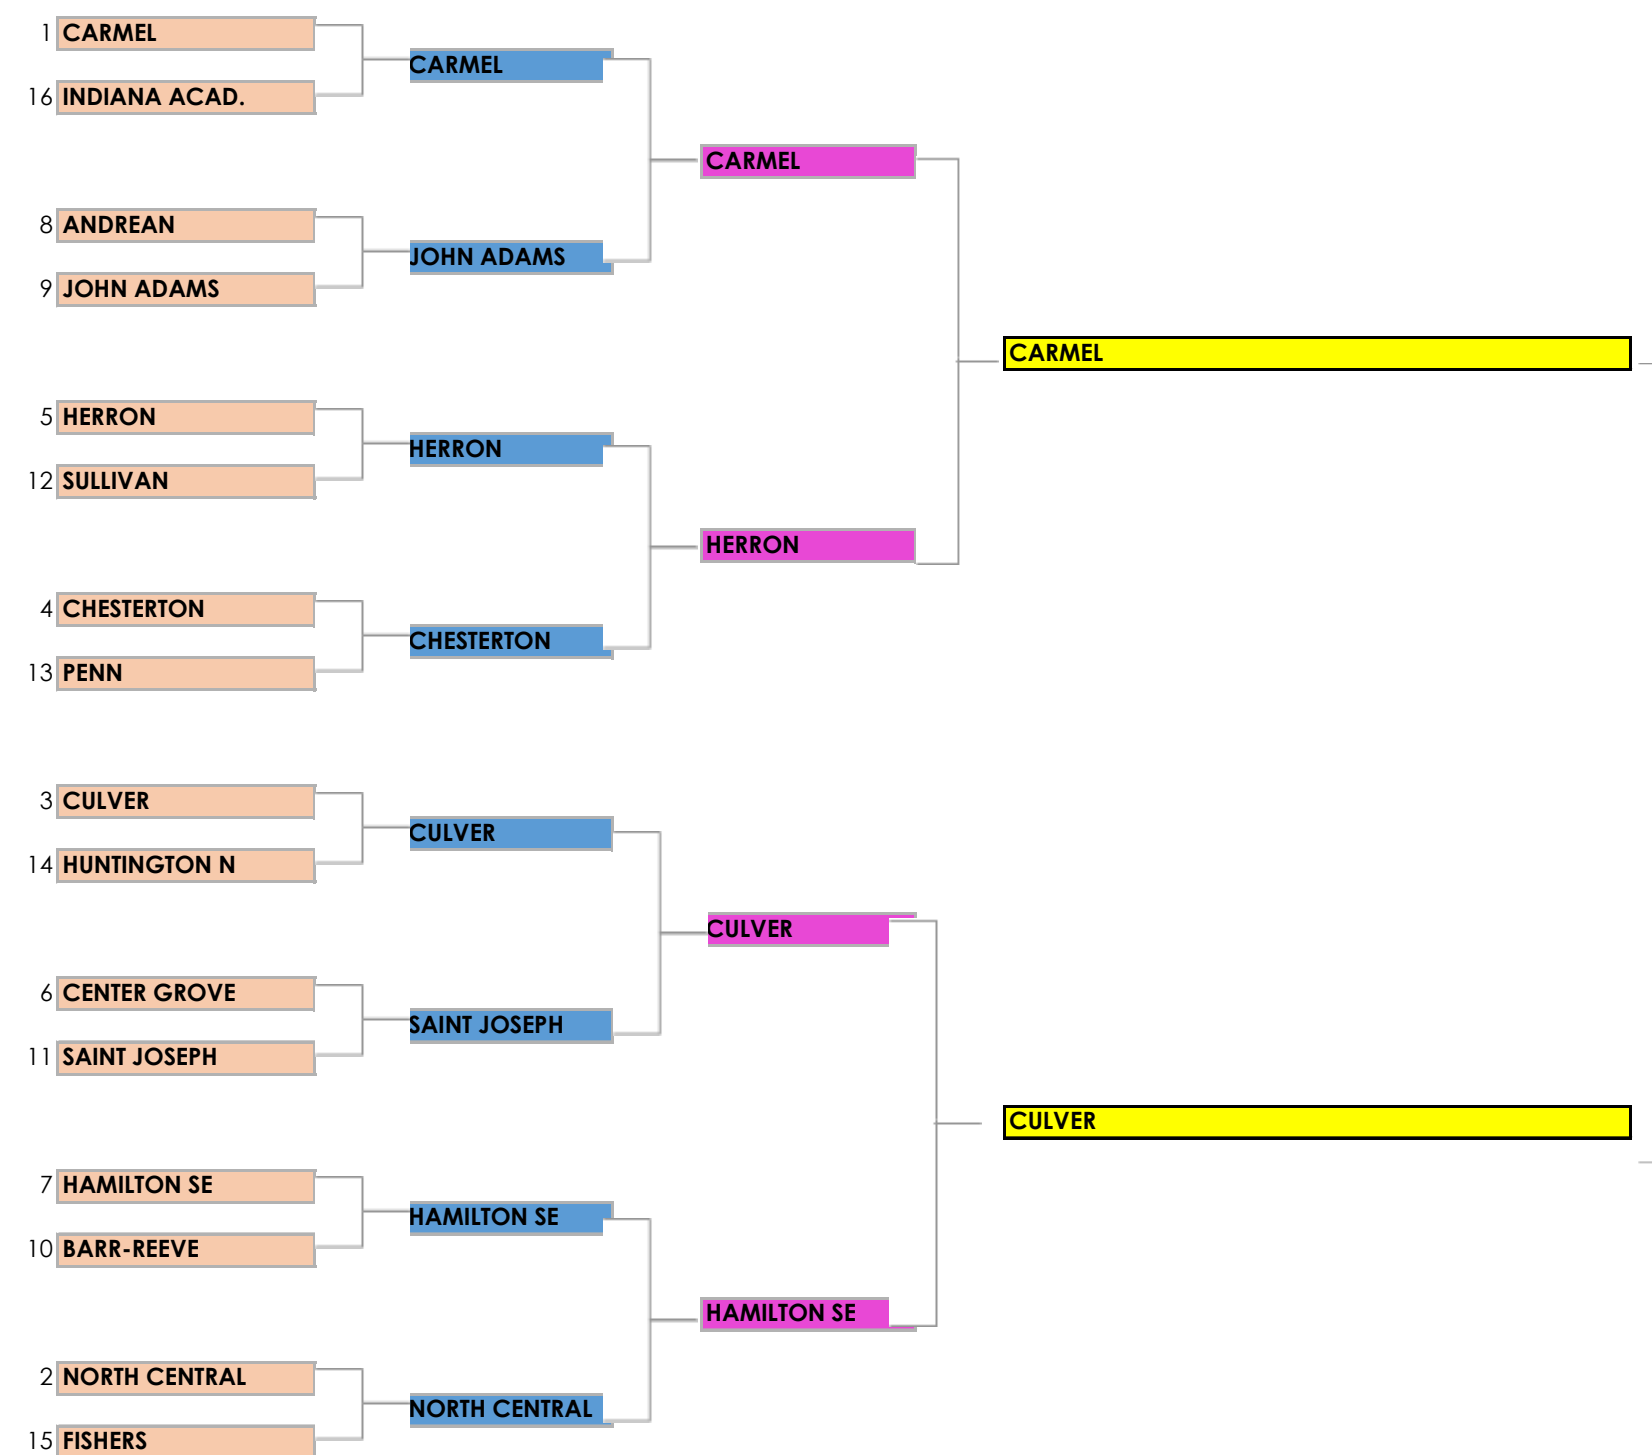 1 CARMEL
CARMEL
16 INDIANA ACAD.
CARMEL
8 ANDREAN
JOHN ADAMS
9 JOHN ADAMS
CARMEL
5 HERRON
HERRON
12 SULLIVAN
HERRON
4 CHESTERTON
CHESTERTON
13 PENN
3 CULVER
CULVER
14 HUNTINGTON N
CULVER
6 CENTER GROVE
SAINT JOSEPH
11 SAINT JOSEPH
CULVER
7 HAMILTON SE
HAMILTON SE
10 BARR-REEVE
HAMILTON SE
2 NORTH CENTRAL
NORTH CENTRAL
15 FISHERS